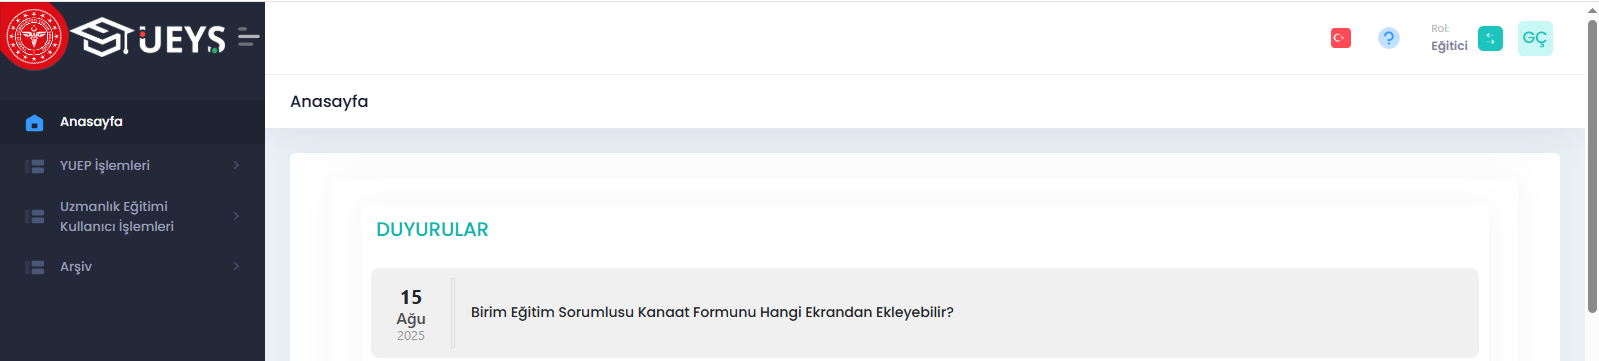 ÜEYS
Rol:
Eğitici
GÇ
Anasayfa
Anasayfa
YUEP İşlemleri
Uzmanlık Eğitimi
Kullanıcı İşlemleri
Arşiv
DUYURULAR
15
Ağu
2025
Birim Eğitim Sorumlusu Kanaat Formunu Hangi Ekrandan Ekleyebilir?